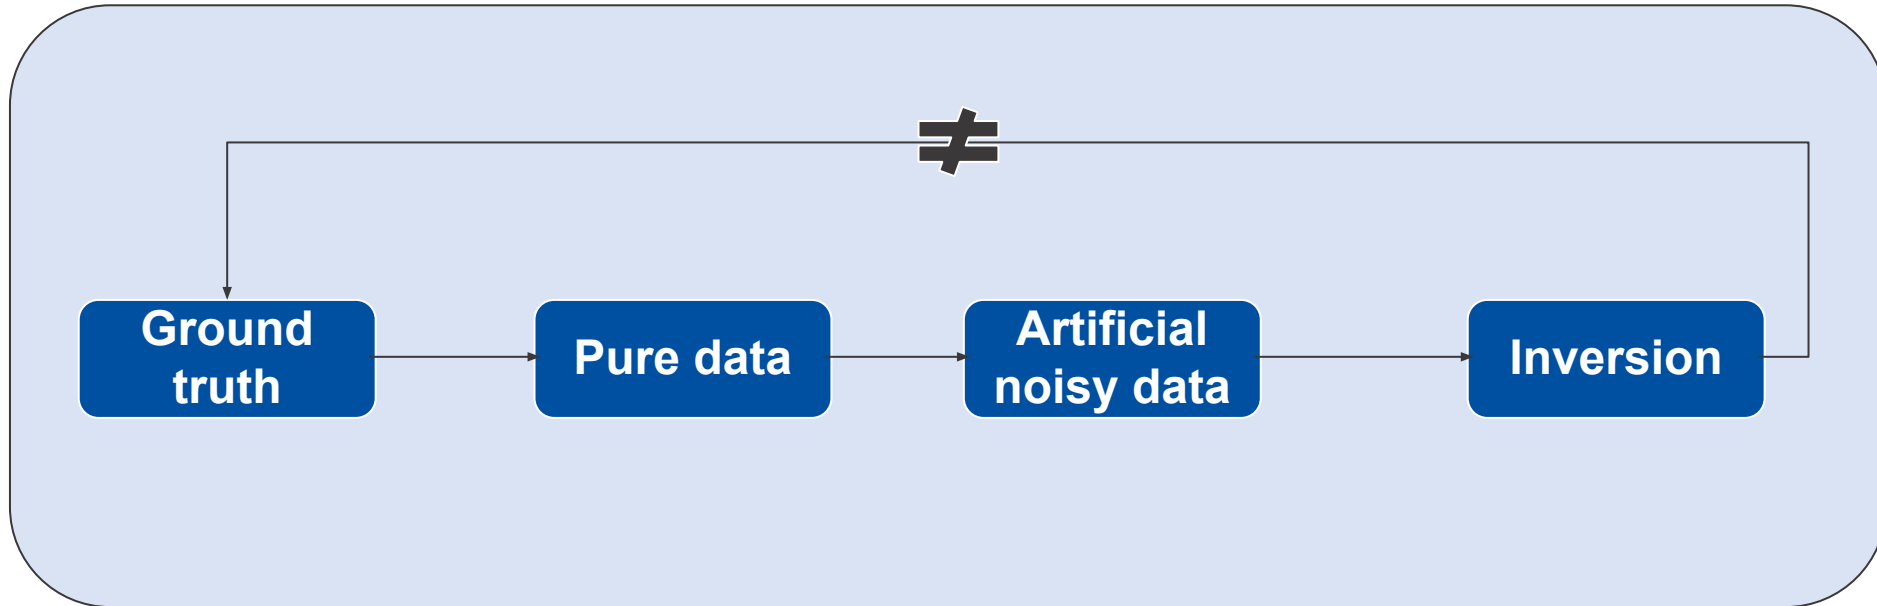 ≠
Ground
truth
Pure data
Artificial
noisy data
Inversion